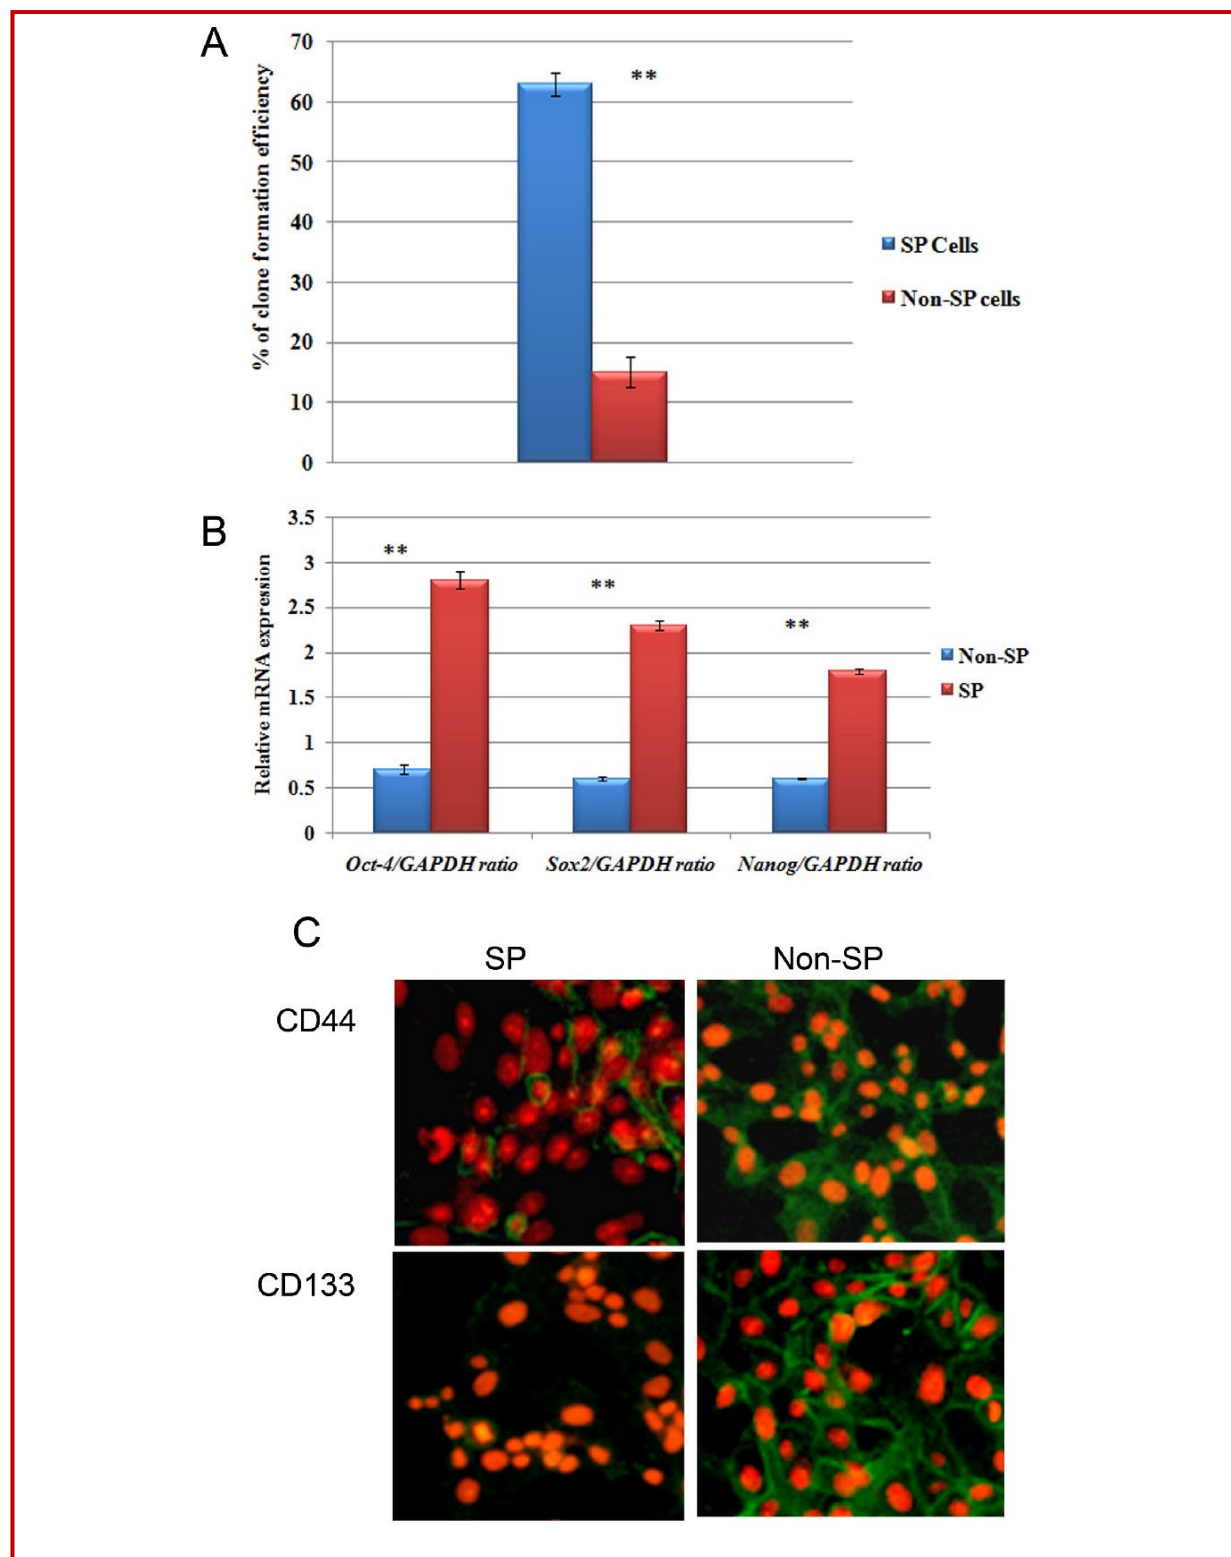 A
70
60
50
40
30
20
10
0
% of clone formation efficiency
**
SP Cells
Non-SP cells
B
3.5
3
2.5
2
1.5
1
0.5
0
Relative mRNA expression
**
**
**
Non-SP
SP
Oct-4/GAPDH ratio Sox2/GAPDH ratio Nanog/GAPDH ratio
C
SP Non-SP
CD44
CD133